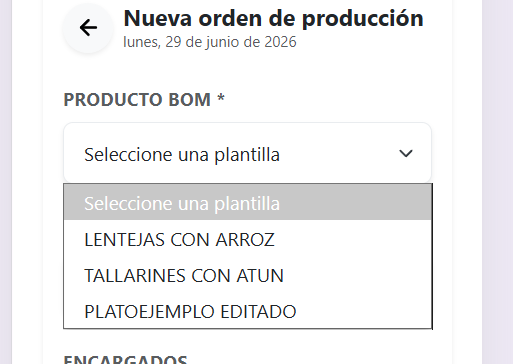 Nueva orden de producción
lunes, 29 de junio de 2026
PRODUCTO BOM *
Seleccione una plantilla
Seleccione una plantilla
LENTEJAS CON ARROZ
TALLARINES CON ATUN
PLATOEJEMPLO EDITADO
ENCARGADOS